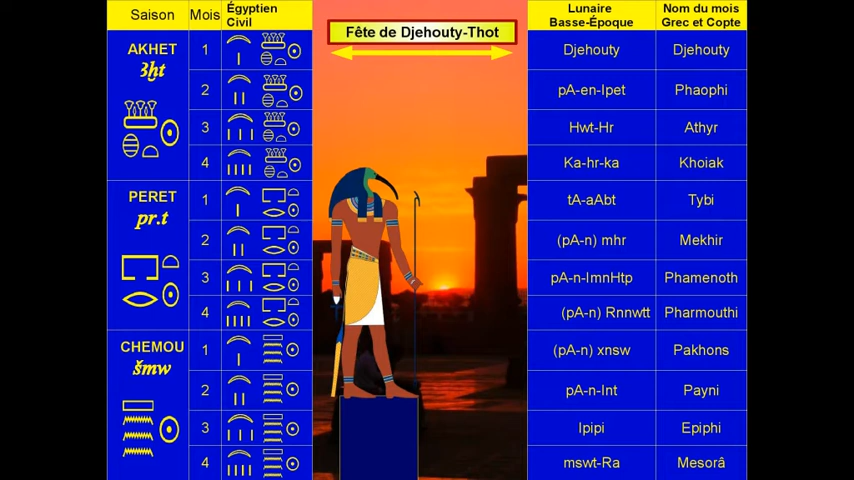 Saison Mois Égyptien Civil
Fête de Djehouty-Thot
Lunaire Basse-Époque
Nom du mois Grec et Copte
AKHET
ȝḫt
1 Djehouty Djehouty
2 pA-en-Ipet Phaophi
3 Hwt-Hr Athyr
4 Ka-hr-ka Khoiak
PERET
pr.t
1 tA-aAbt Tybi
2 (pA-n) mhr Mekhir
3 pA-n-ImnHtp Phamenoth
4 (pA-n) Rnnwtt Pharmouthi
CHEMOU
šmw
1 (pA-n) xnsw Pakhons
2 pA-n-Int Payni
3 Ipipi Epiphi
4 mswt-Ra Mesorâ